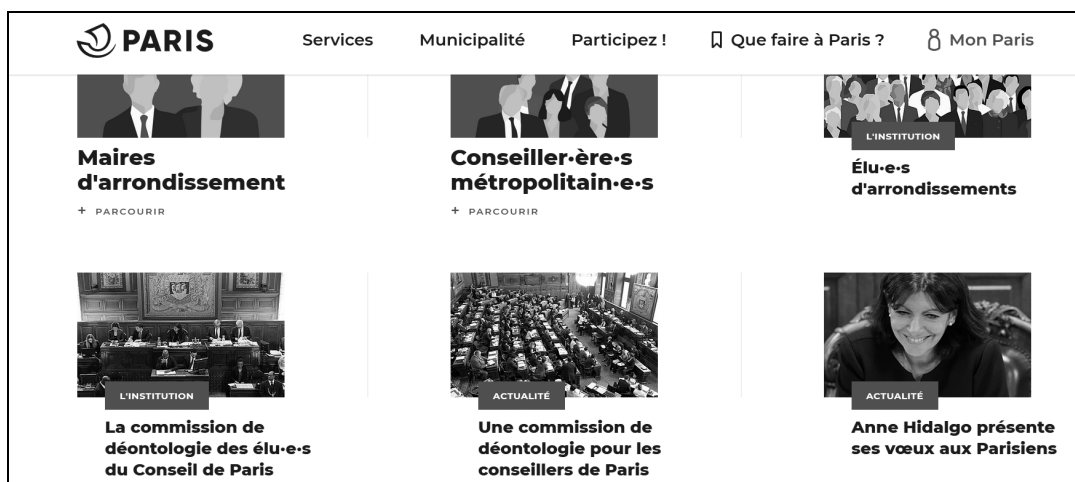 PARIS
Services
Municipalité
Participez !
Que faire à Paris ?
Mon Paris
Maires
d'arrondissement
+ PARCOURIR
Conseiller·ère·s
métropolitain·e·s
+ PARCOURIR
L'INSTITUTION
Élu·e·s
d'arrondissements
L'INSTITUTION
La commission de
déontologie des élu·e·s
du Conseil de Paris
ACTUALITÉ
Une commission de
déontologie pour les
conseillers de Paris
ACTUALITÉ
Anne Hidalgo présente
ses vœux aux Parisiens